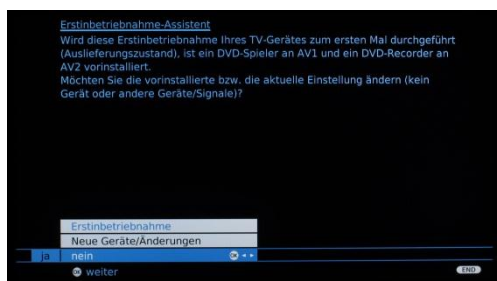 Erstinbetriebnahme-Assistent
Wird diese Erstinbetriebnahme Ihres TV-Gerätes zum ersten Mal durchgeführt
(Auslieferungszustand), ist ein DVD-Spieler an AV1 und ein DVD-Recorder an
AV2 vorinstalliert.
Möchten Sie die vorinstallierte bzw. die aktuelle Einstellung ändern (kein
Gerät oder andere Geräte/Signale)?
Erstinbetriebnahme
Neue Geräte/Änderungen
ja nein OK
OK weiter END